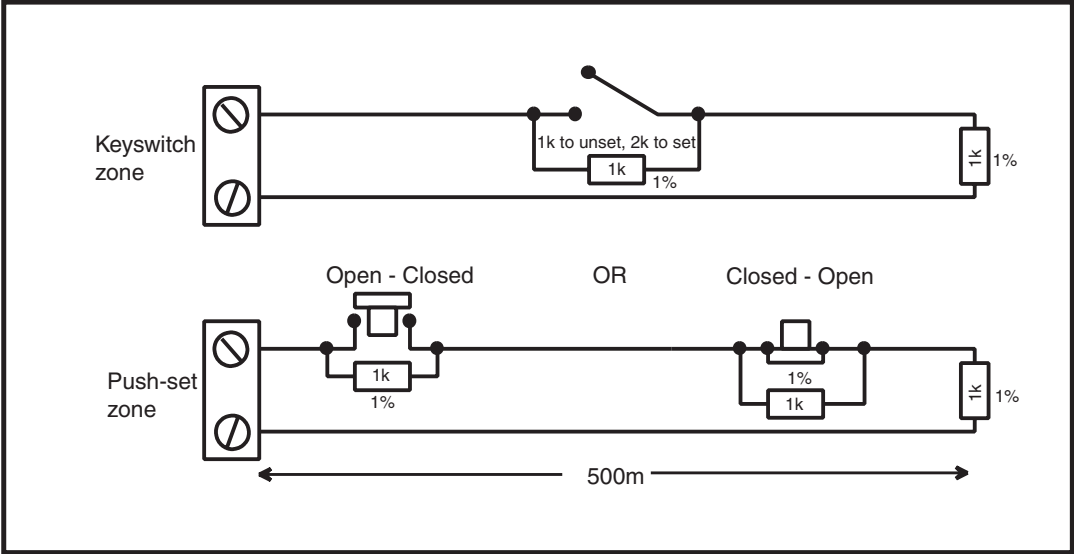 Keyswitch
zone
1k to unset, 2k to set
1k
1%
1k
1%
Open - Closed
OR
Closed - Open
Push-set
zone
1k
1%
1%
1k
1k
1%
500m